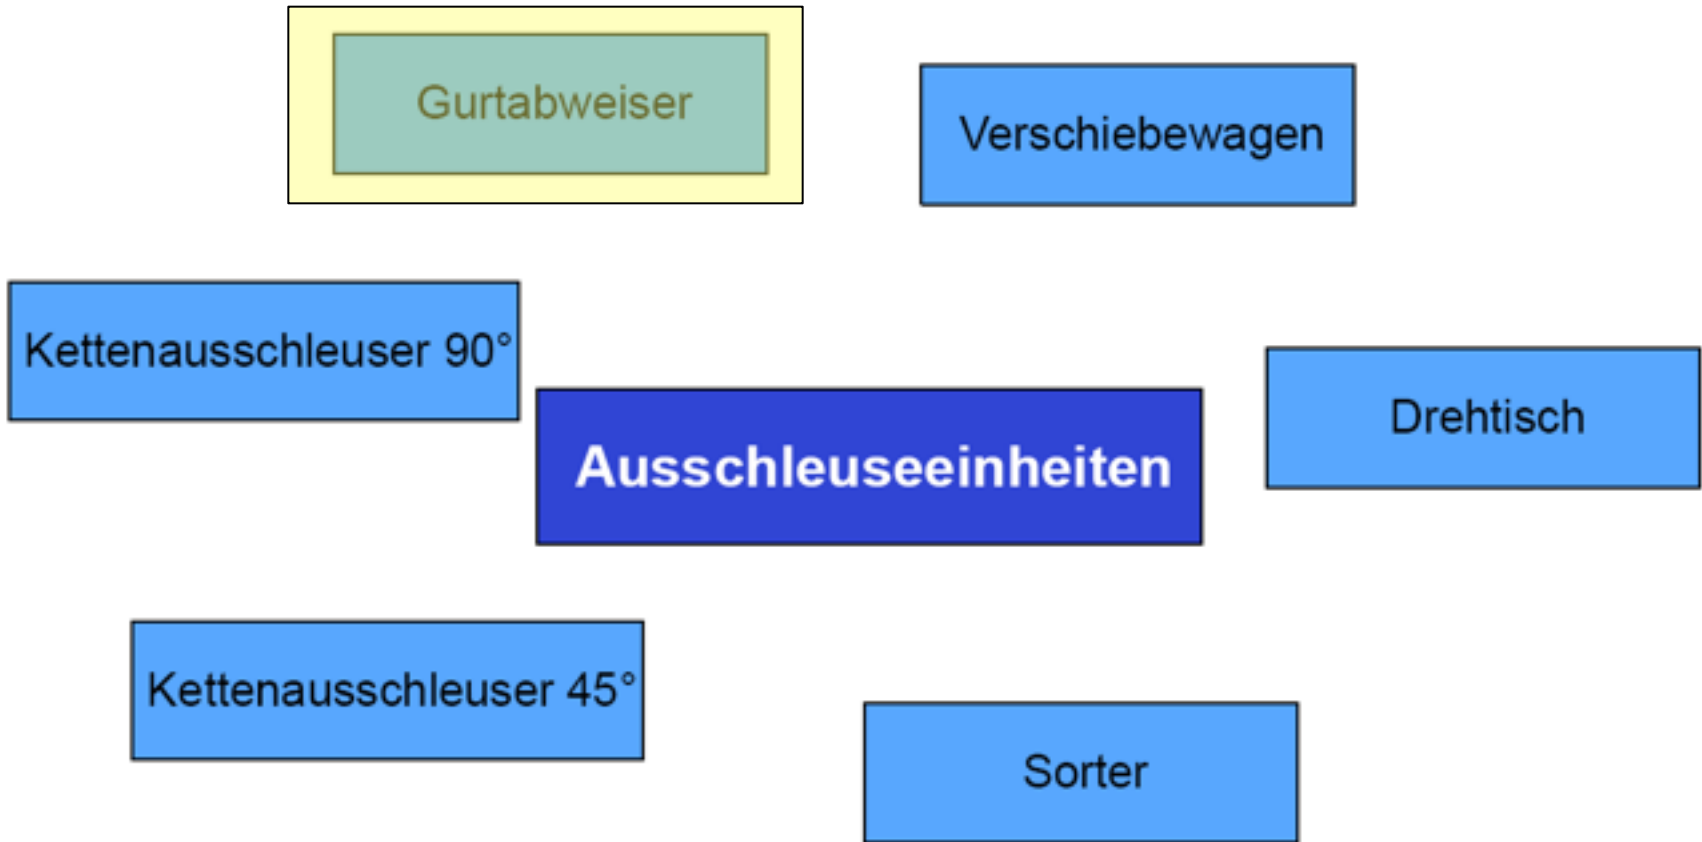 Gurtabweiser
Verschiebewagen
Kettenausschleuser 90°
Drehtisch
Ausschleuseeinheiten
Kettenausschleuser 45°
Sorter